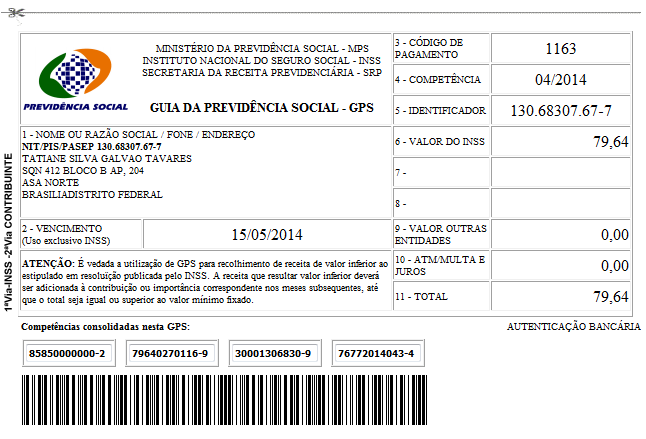 MINISTÉRIO DA PREVIDÊNCIA SOCIAL - MPS
INSTITUTO NACIONAL DO SEGURO SOCIAL - INSS
SECRETARIA DA RECEITA PREVIDENCIÁRIA - SRP
PREVIDÊNCIA SOCIAL
GUIA DA PREVIDÊNCIA SOCIAL - GPS
3 - CÓDIGO DE PAGAMENTO
1163
4 - COMPETÊNCIA
04/2014
5 - IDENTIFICADOR
130.68307.67-7
1 - NOME OU RAZÃO SOCIAL / FONE / ENDEREÇO
NIT/PIS/PASEP 130.68307.67-7
TATIANE SILVA GALVAO TAVARES
SQN 412 BLOCO B AP, 204
ASA NORTE
BRASILIADISTRITO FEDERAL
6 - VALOR DO INSS
79,64
7 -
8 -
2 - VENCIMENTO
(Uso exclusivo INSS)
15/05/2014
9 - VALOR OUTRAS ENTIDADES
0,00
ATENÇÃO: É vedada a utilização de GPS para recolhimento de receita de valor inferior ao
estipulado em resolução publicada pelo INSS. A receita que resultar valor inferior deverá
ser adicionada à contribuição ou importância correspondente nos meses subsequentes, até
que o total seja igual ou superior ao valor mínimo fixado.
10 - ATM/MULTA E JUROS
0,00
11 - TOTAL
79,64
1ªVia-INSS -2ªVia CONTRIBUINTE
Competências consolidadas nesta GPS:
AUTENTICAÇÃO BANCÁRIA
85850000000-2
79640270116-9
30001306830-9
76772014043-4